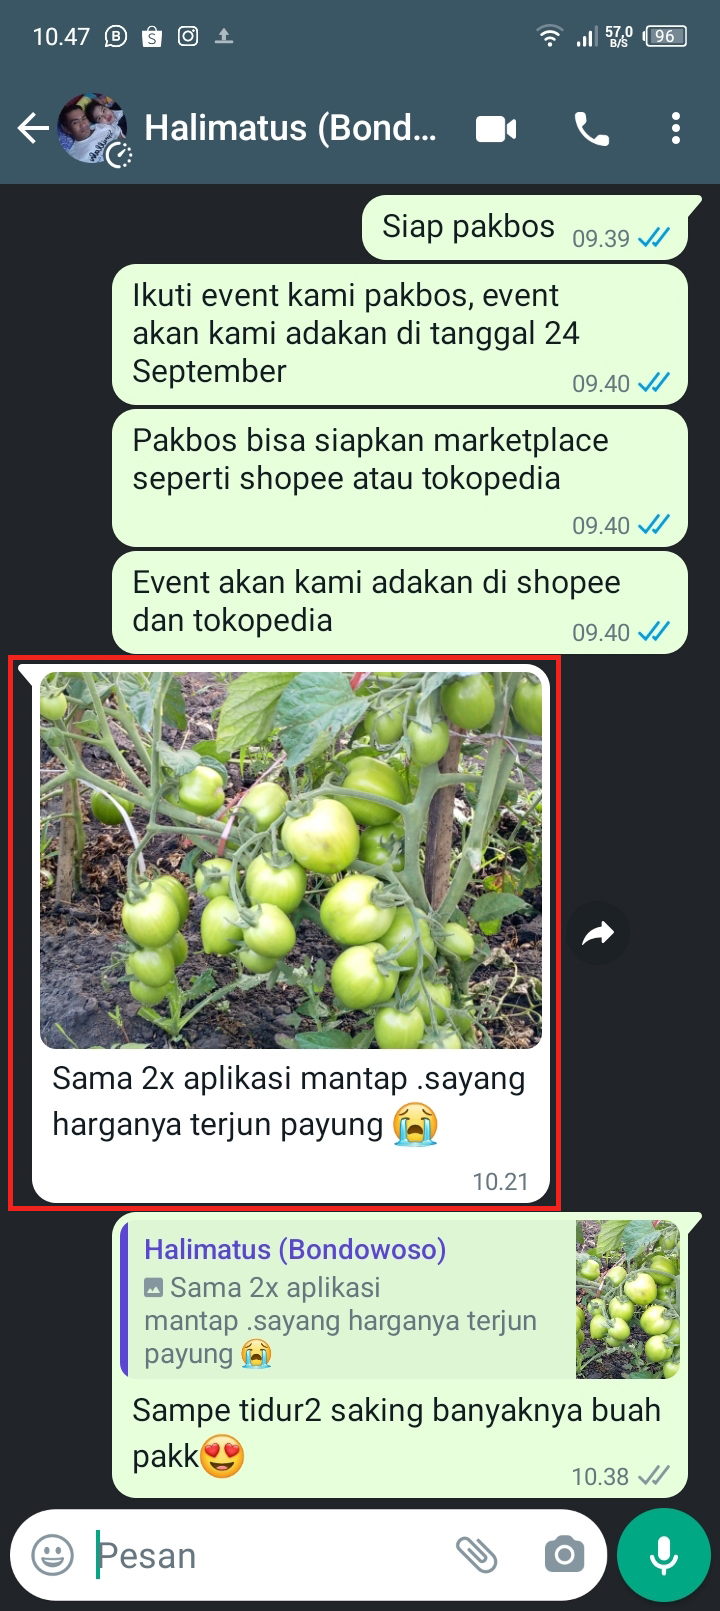 10.47
57,0
B/S
96
Halimatus (Bond...
Siap pakbos
09.39
Ikuti event kami pakbos, event
akan kami adakan di tanggal 24
September
09.40
Pakbos bisa siapkan marketplace
seperti shopee atau tokopedia
09.40
Event akan kami adakan di shopee
dan tokopedia
09.40
Sama 2x aplikasi mantap .sayang
harganya terjun payung 😭
10.21
Halimatus (Bondowoso)
Sama 2x aplikasi
mantap .sayang harganya terjun
payung 😭
Sampe tidur2 saking banyaknya buah
pakk😍
10.38
Pesan